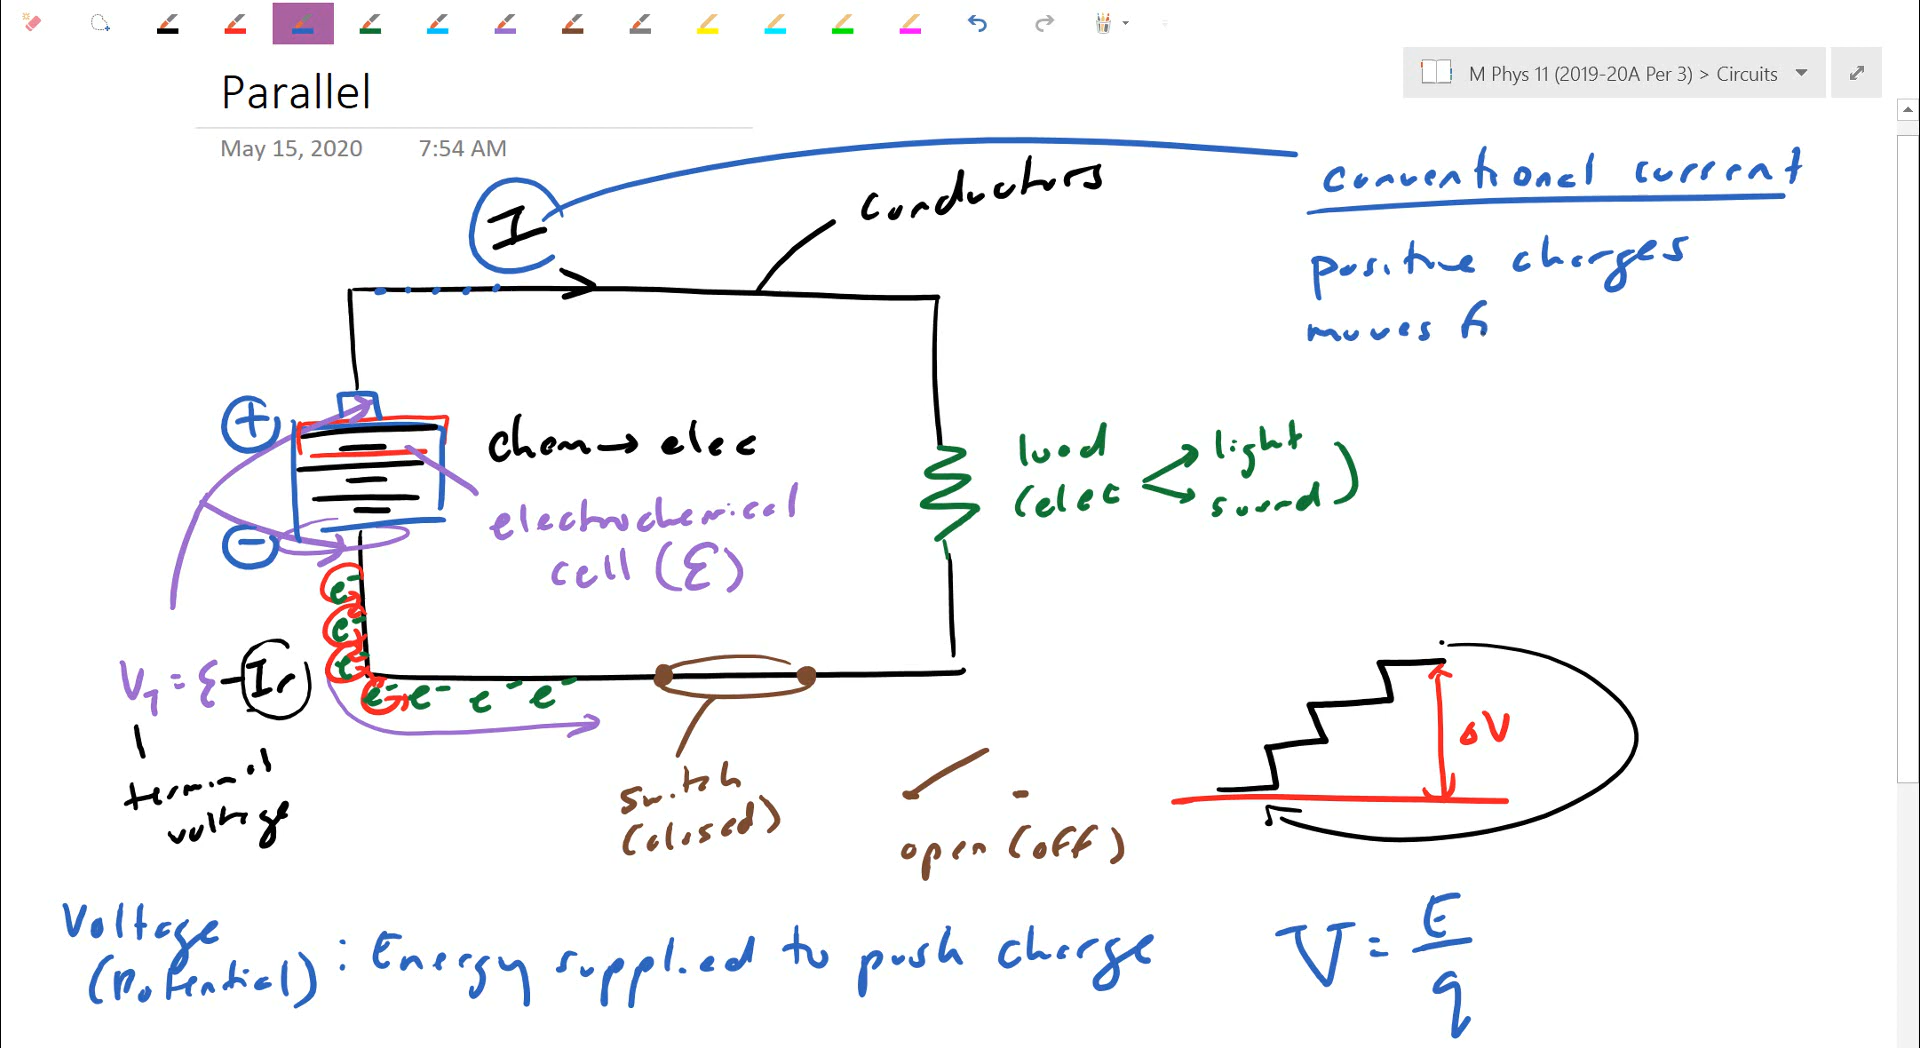 M Phys 11 (2019-20A Per 3) > Circuits
Parallel
May 15, 2020 7:54 AM
I
conductors
conventional current
positive charges
moves
+
chem → elec
electrochemical
cell (ε)
load
(elec
light
sound)
−
e-
e-
e-
e- e- e- e-
VT = ε - Ir
terminal
voltage
switch
(closed)
open (off)
ΔV
Voltage
(Potential) : Energy supplied to push charge
V = E/q